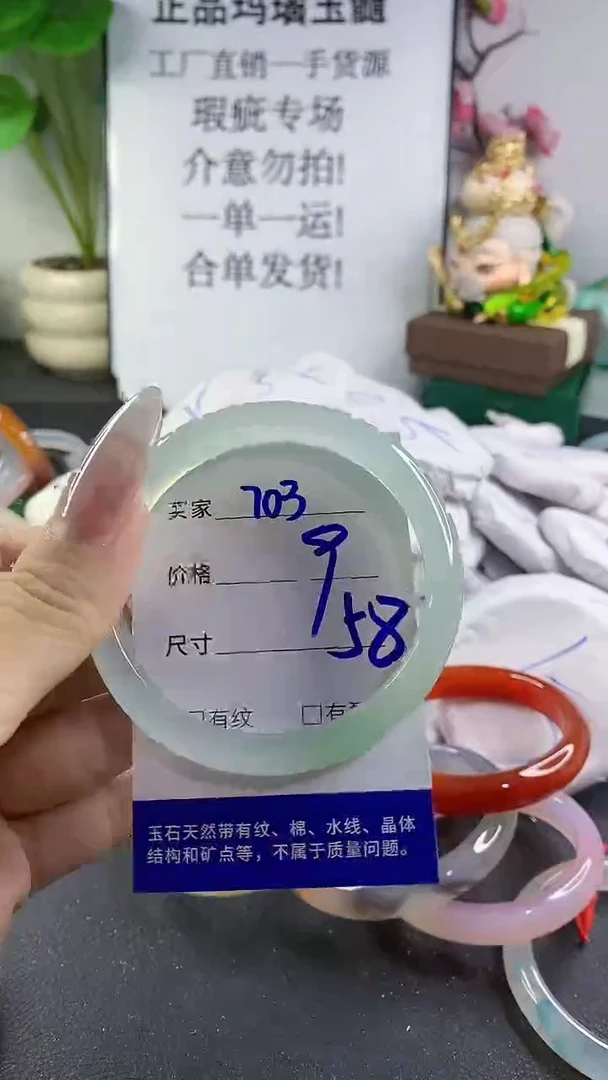 正品玛瑙玉髓
工厂直销一手货源
瑕疵专场
介意勿拍!
一单一运!
合单发货!
买家 703
价格 9
尺寸 58
□有纹 □有
玉石天然带有纹、棉、水线、晶体
结构和矿点等，不属于质量问题。